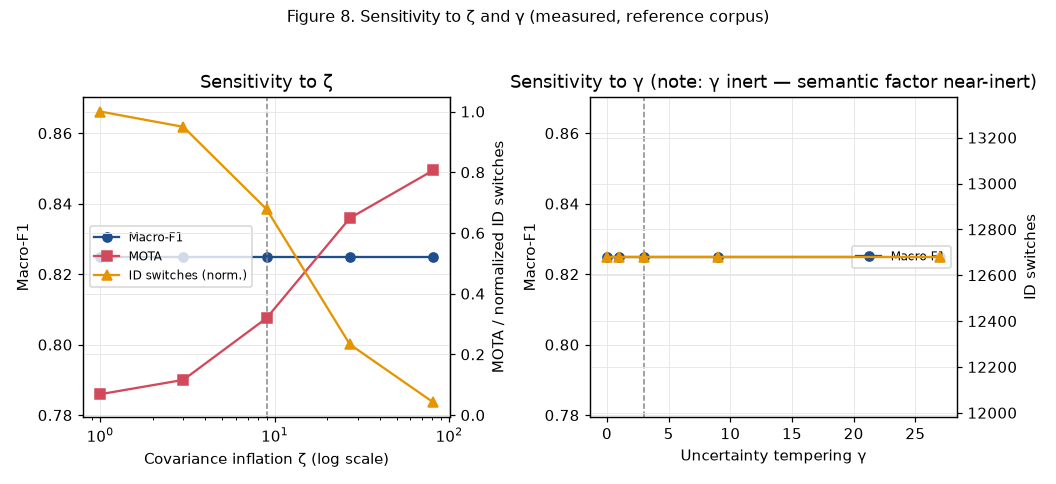 Figure 8. Sensitivity to ζ and γ (measured, reference corpus)
Sensitivity to ζ
Macro-F1
0.86
0.84
0.82
0.80
0.78
Macro-F1
MOTA
ID switches (norm.)
1.0
0.8
0.6
0.4
0.2
0.0
MOTA / normalized ID switches
10⁰
10¹
10²
Covariance inflation ζ (log scale)
Sensitivity to γ (note: γ inert — semantic factor near-inert)
Macro-F1
0.86
0.84
0.82
0.80
0.78
Macro-F1
13200
13000
12800
12600
12400
12200
12000
ID switches
0
5
10
15
20
25
Uncertainty tempering γ